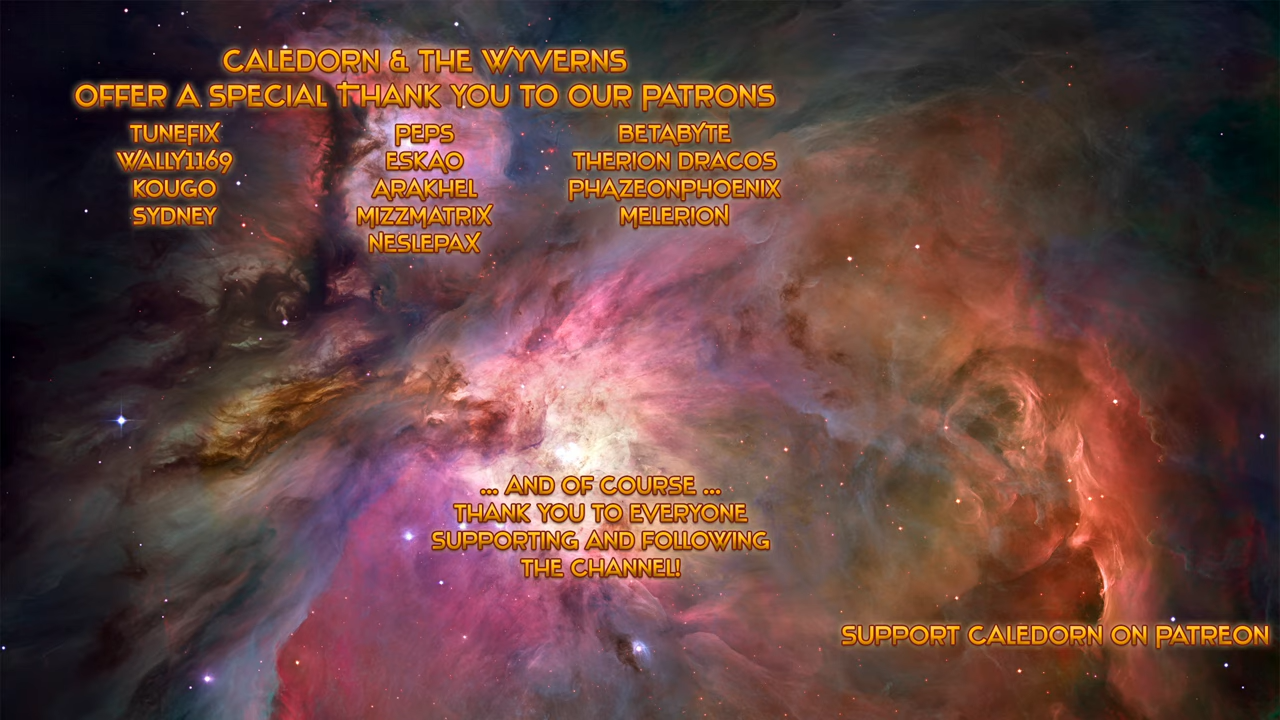 CALEDORN & THE WYVERNS
OFFER A SPECIAL THANK YOU TO OUR PATRONS
TUNEFIX
WALLY1169
KOUGO
SYDNEY
PEPS
ESKAO
ARAKHEL
MIZZMATRIX
NESLEPAX
BETABYTE
THERION DRACOS
PHAZEONPHOENIX
MELERION
... AND OF COURSE ...
THANK YOU TO EVERYONE
SUPPORTING AND FOLLOWING
THE CHANNEL!
SUPPORT CALEDORN ON PATREON